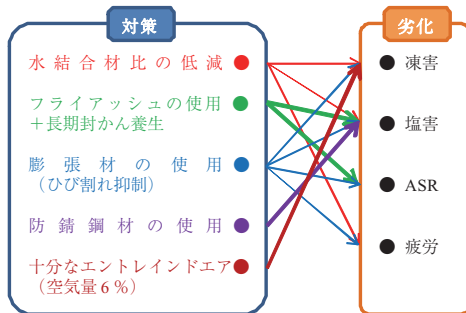 対策
水結合材比の低減 ●
フライアッシュの使用 ●
＋長期封かん養生
膨張材の使用 ●
（ひび割れ抑制）
防錆鋼材の使用 ●
十分なエントレインドエア ●
（空気量6％）
劣化
● 凍害
● 塩害
● ASR
● 疲労